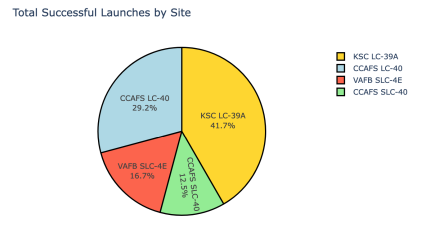 Total Successful Launches by Site
KSC LC-39A
CCAFS LC-40
VAFB SLC-4E
CCAFS SLC-40
CCAFS LC-40
29.2%
KSC LC-39A
41.7%
VAFB SLC-4E
16.7%
CCAFS SLC-40
12.5%